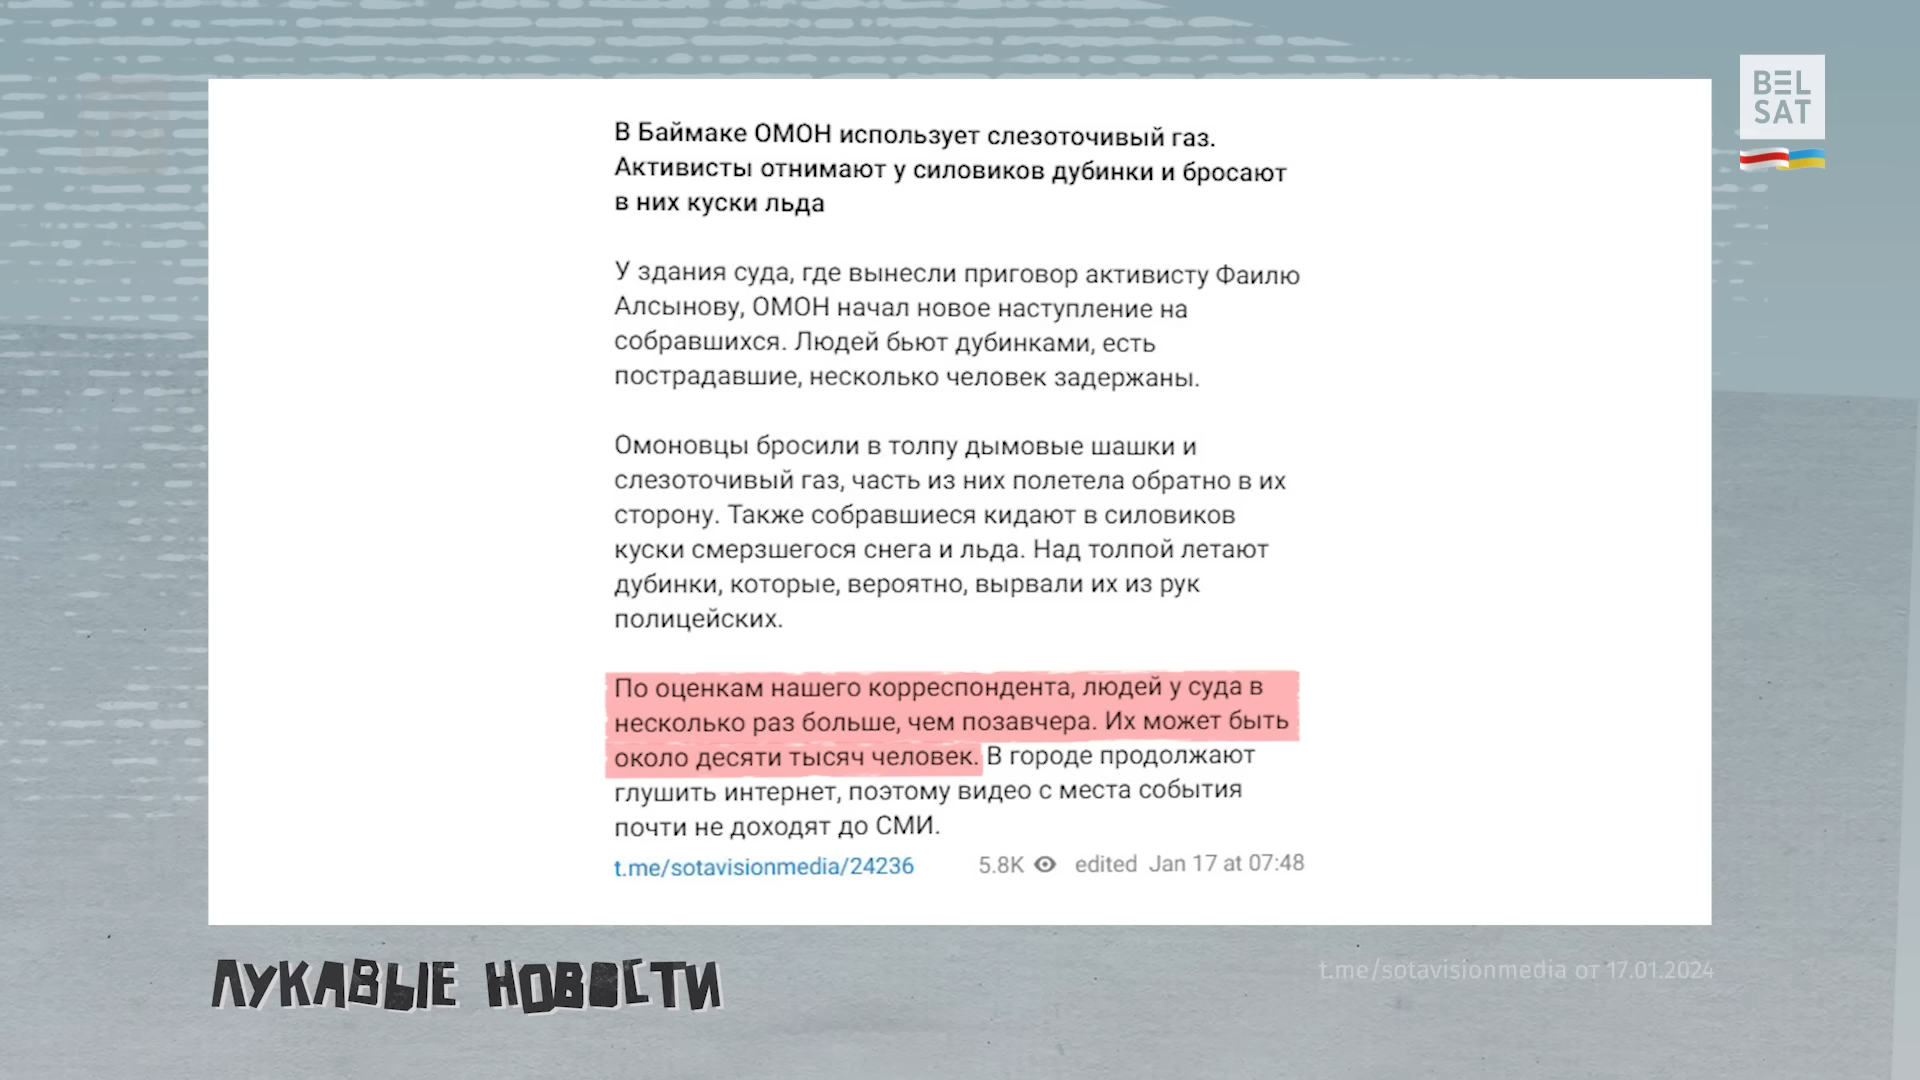 BEL
SAT
В Баймаке ОМОН использует слезоточивый газ.
Активисты отнимают у силовиков дубинки и бросают
в них куски льда
У здания суда, где вынесли приговор активисту Фаилю
Алсынову, ОМОН начал новое наступление на
собравшихся. Людей бьют дубинками, есть
пострадавшие, несколько человек задержаны.
Омоновцы бросили в толпу дымовые шашки и
слезоточивый газ, часть из них полетела обратно в их
сторону. Также собравшиеся кидают в силовиков
куски смерзшегося снега и льда. Над толпой летают
дубинки, которые, вероятно, вырвали их из рук
полицейских.
По оценкам нашего корреспондента, людей у суда в
несколько раз больше, чем позавчера. Их может быть
около десяти тысяч человек. В городе продолжают
глушить интернет, поэтому видео с места события
почти не доходят до СМИ.
t.me/sotavisionmedia/24236 5.8K edited Jan 17 at 07:48
ЛУКАВЫЕ НОВОСТИ
t.me/sotavisionmedia от 17.01.2024